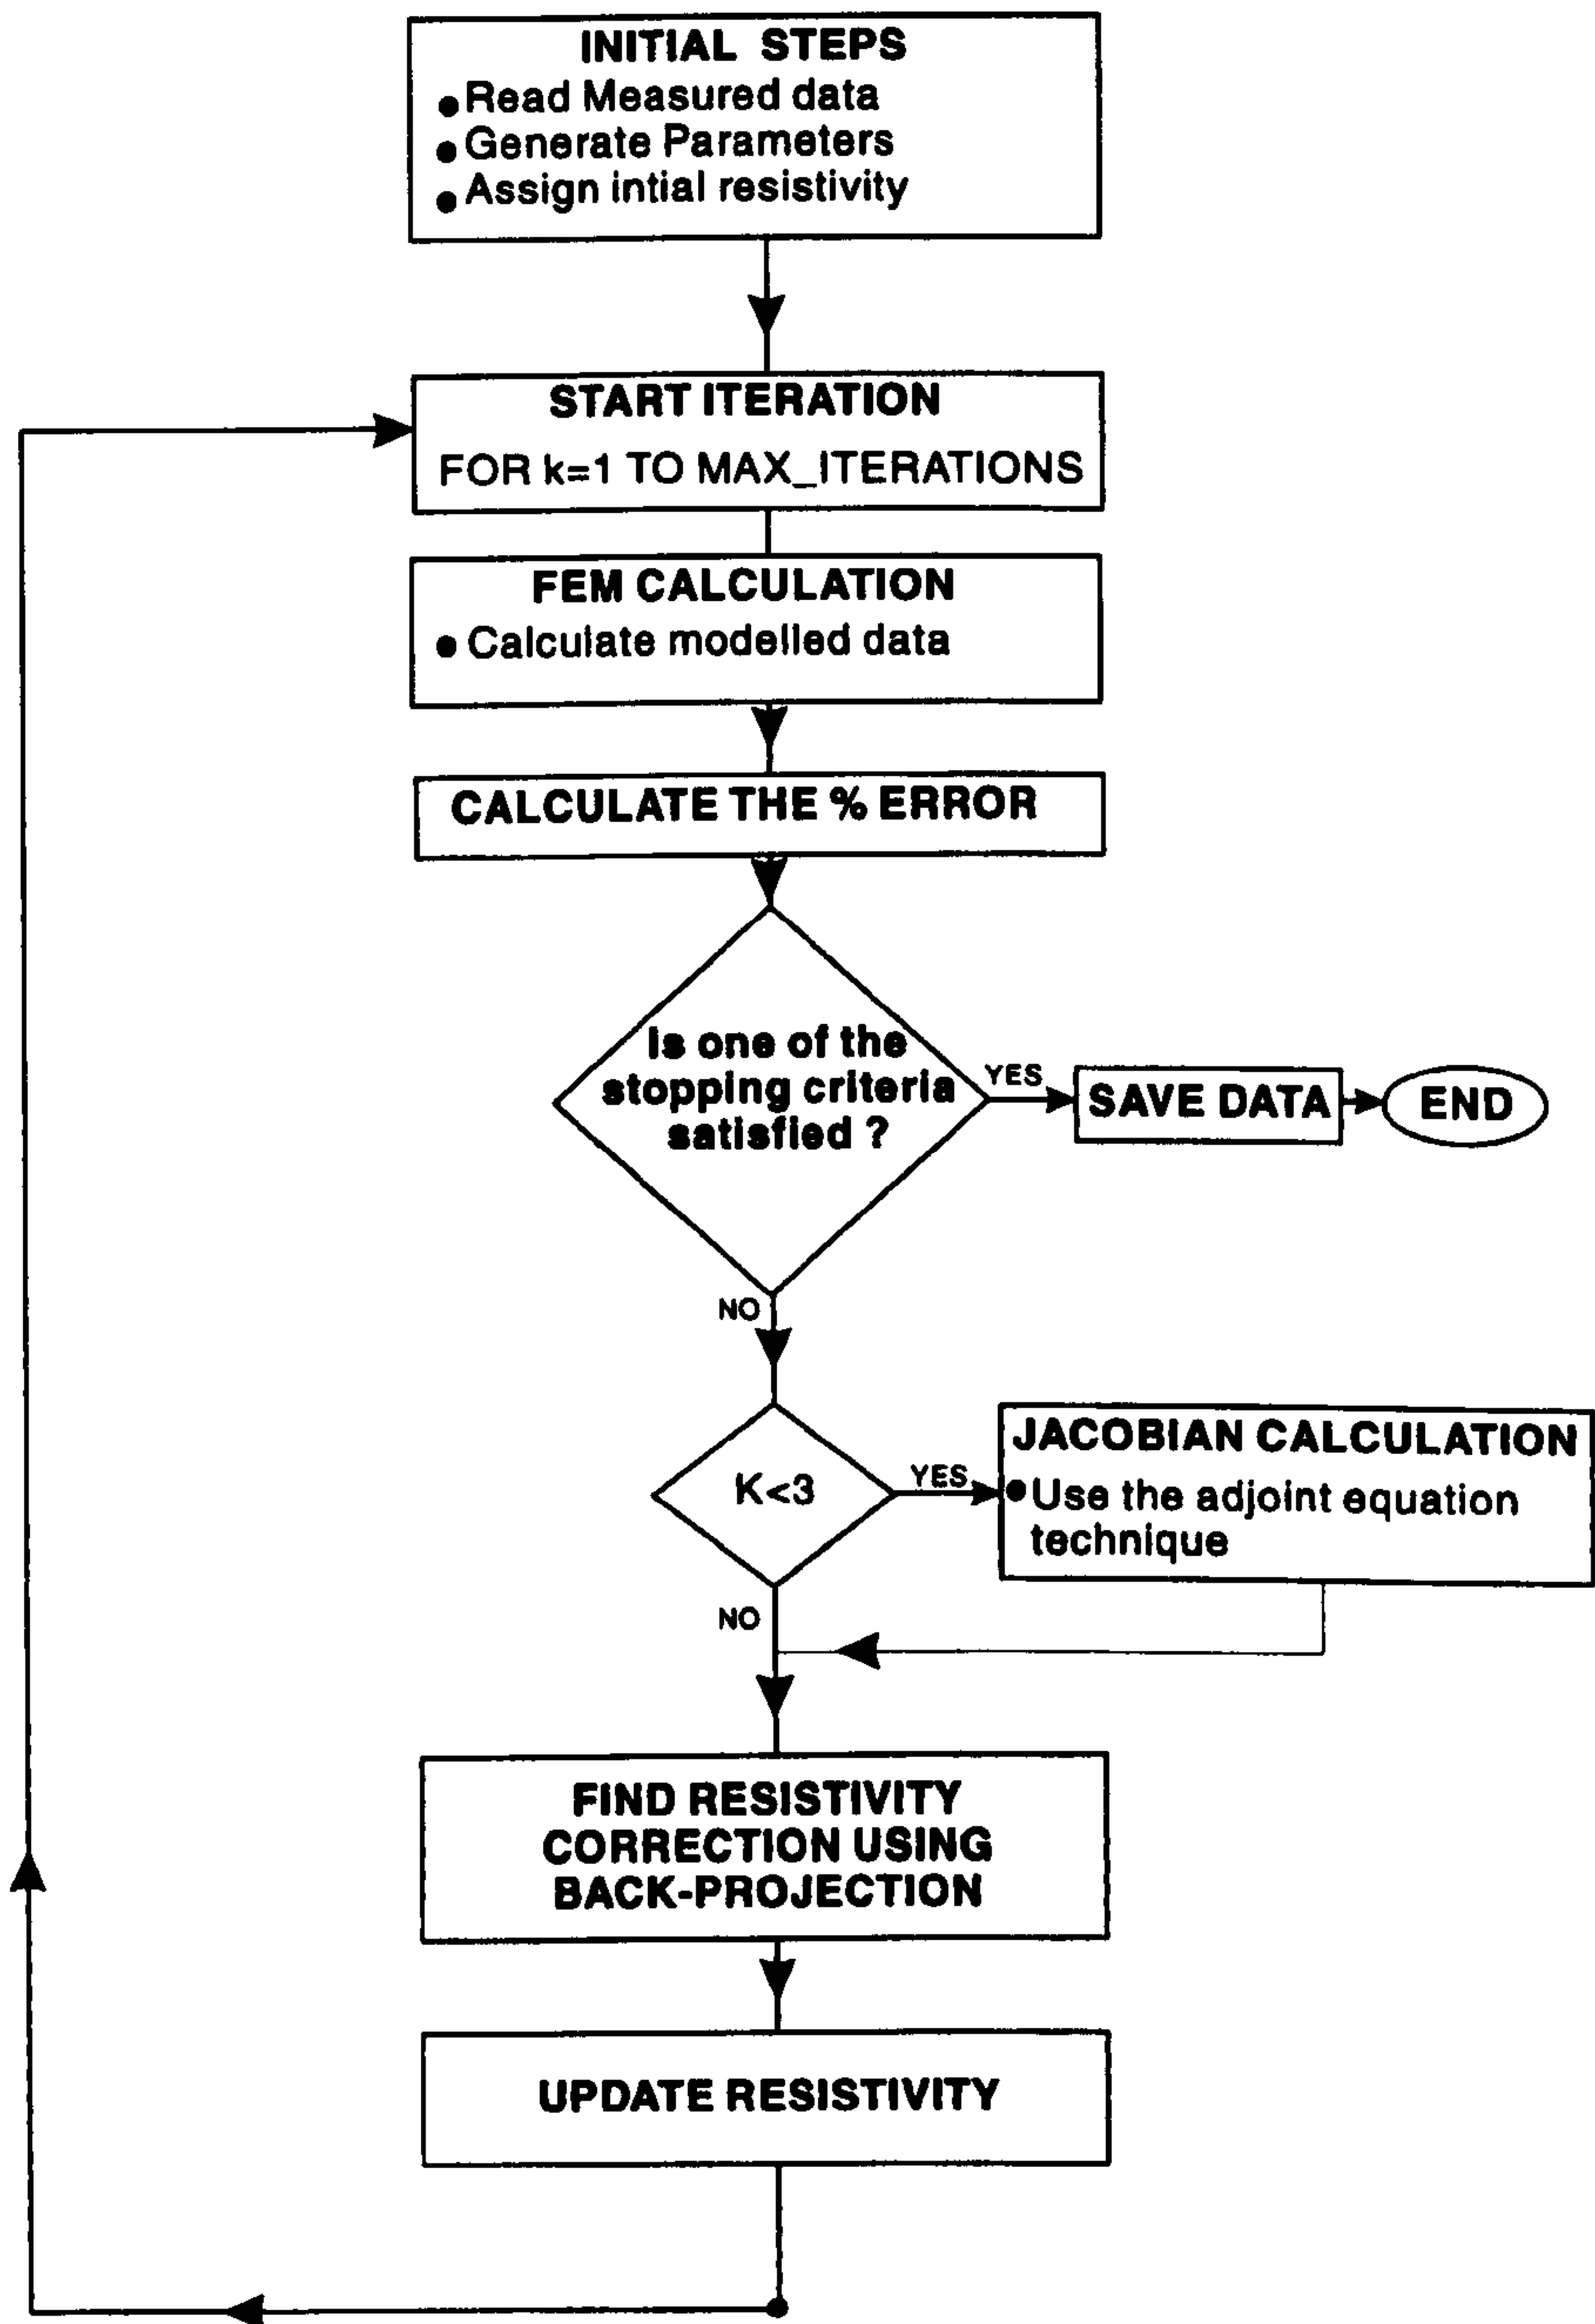 INITIAL STEPS
● Read Measured data
● Generate Parameters
● Assign intial resistivity
START ITERATION
FOR k=1 TO MAX_ITERATIONS
FEM CALCULATION
● Calculate modelled data
CALCULATE THE % ERROR
Is one of the
stopping criteria
satisfied ?
YES
SAVE DATA
END
NO
K<3
YES
JACOBIAN CALCULATION
● Use the adjoint equation
technique
NO
FIND RESISTIVITY
CORRECTION USING
BACK-PROJECTION
UPDATE RESISTIVITY